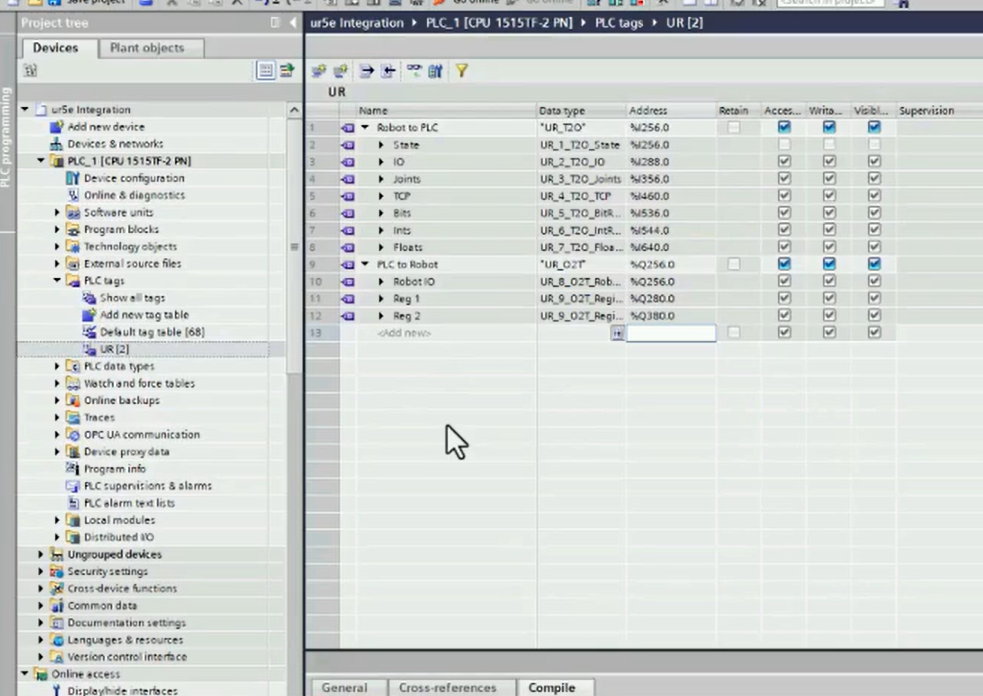 Project tree
ur5e Integration ▸ PLC_1 [CPU 1515TF-2 PN] ▸ PLC tags ▸ UR [2]
Devices
Plant objects
PLC programming
UR
Name Data type Address Retain Acces... Writa... Visibl... Supervision
1 Robot to PLC "UR_T2O" %I256.0
2 State UR_1_T2O_State %I256.0
3 IO UR_2_T2O_IO %I288.0
4 Joints UR_3_T2O_Joints %I356.0
5 TCP UR_4_T2O_TCP %I460.0
6 Bits UR_5_T2O_BitR... %I536.0
7 Ints UR_6_T2O_IntR... %I544.0
8 Floats UR_7_T2O_Floa... %I640.0
9 PLC to Robot "UR_O2T" %Q256.0
10 Robot IO UR_8_O2T_Rob... %Q256.0
11 Reg 1 UR_9_O2T_Regi... %Q280.0
12 Reg 2 UR_9_O2T_Regi... %Q380.0
13 <Add new>
ur5e Integration
Add new device
Devices & networks
PLC_1 [CPU 1515TF-2 PN]
Device configuration
Online & diagnostics
Software units
Program blocks
Technology objects
External source files
PLC tags
Show all tags
Add new tag table
Default tag table [68]
UR [2]
PLC data types
Watch and force tables
Online backups
Traces
OPC UA communication
Device proxy data
Program info
PLC supervisions & alarms
PLC alarm text lists
Local modules
Distributed I/O
Ungrouped devices
Security settings
Cross-device functions
Common data
Documentation settings
Languages & resources
Version control interface
Online access
Display/hide interfaces
General
Cross-references
Compile